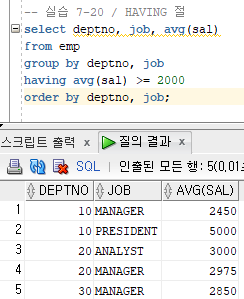 -- 실습 7-20 / HAVING 절
select deptno, job, avg(sal)
from emp
group by deptno, job
having avg(sal) >= 2000
order by deptno, job;
스크립트 출력 x 질의 결과 x
SQL | 인출된 모든 행: 5(0,01초
DEPTNO JOB AVG(SAL)
1 10 MANAGER 2450
2 10 PRESIDENT 5000
3 20 ANALYST 3000
4 20 MANAGER 2975
5 30 MANAGER 2850